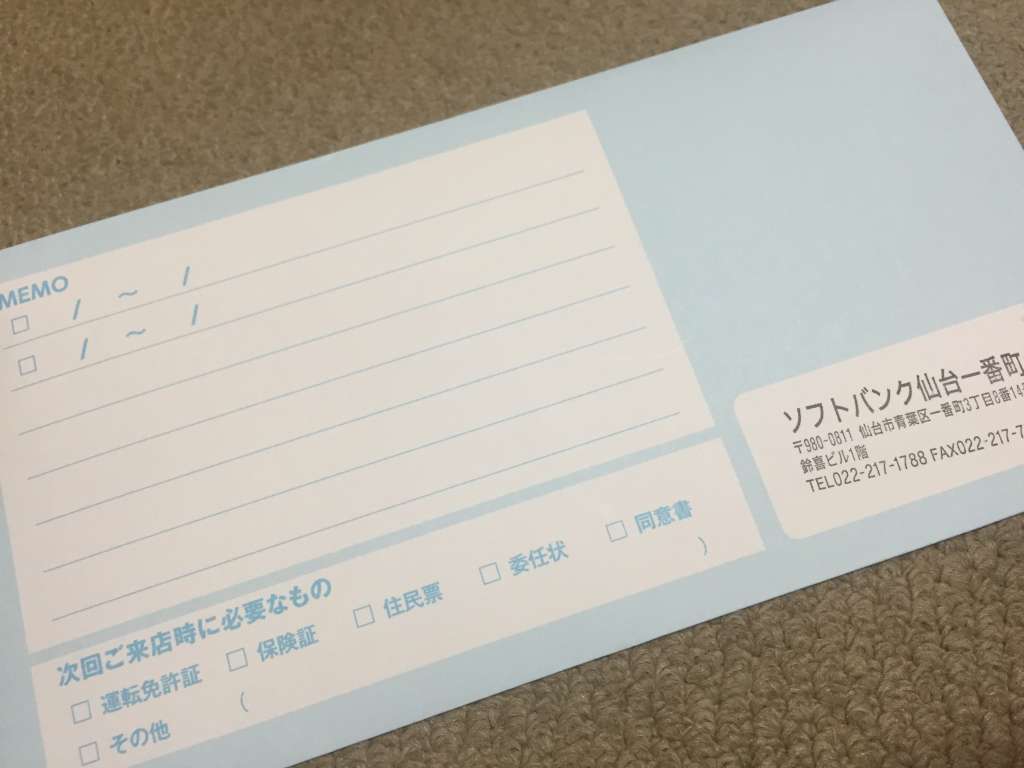 MEMO
□ / ～ /
□ / ～ /
次回ご来店時に必要なもの
□ 運転免許証 □ 保険証 □ 住民票 □ 委任状 □ 同意書
□ その他 ( )
ソフトバンク仙台一番町
〒980-0811 仙台市青葉区一番町3丁目8番14
鈴喜ビル1階
TEL022-217-1788 FAX022-217-7